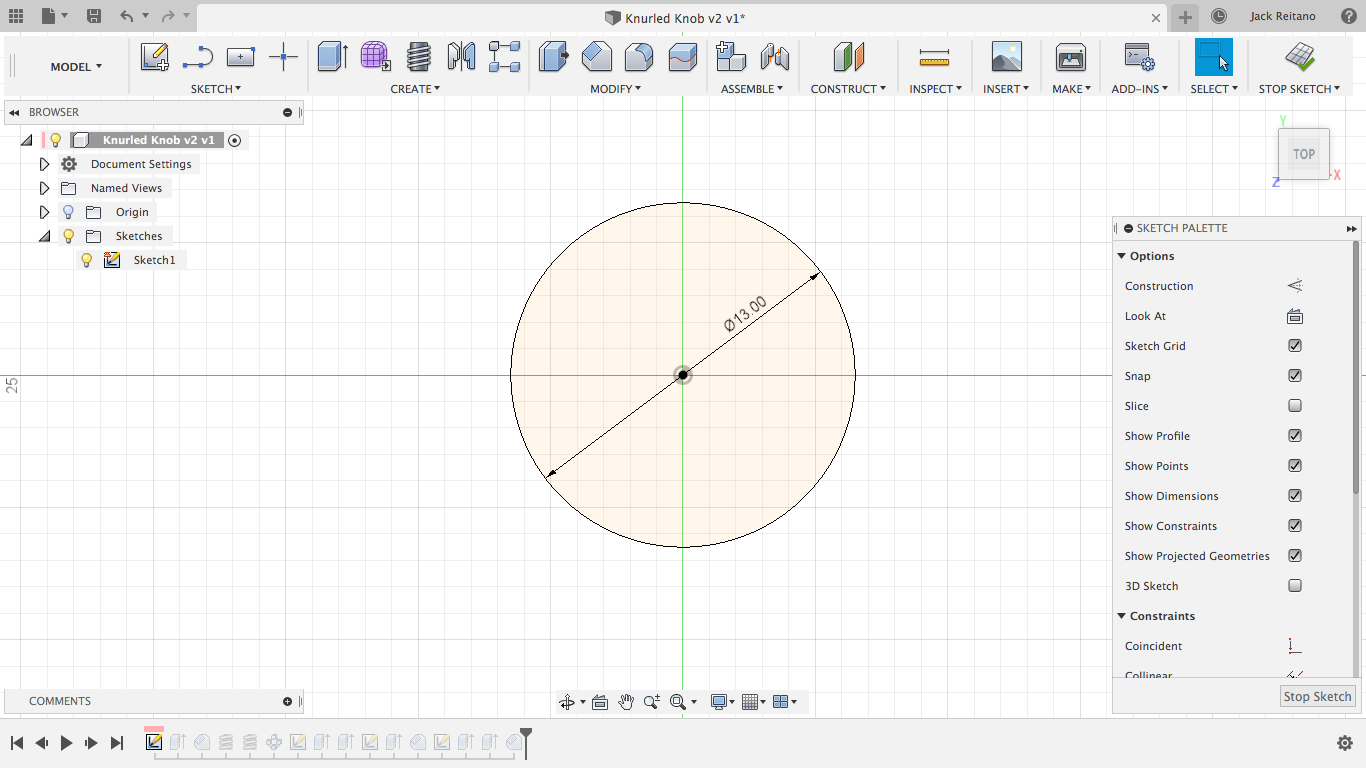 Knurled Knob v2 v1*
Jack Reitano
MODEL
SKETCH
CREATE
MODIFY
ASSEMBLE
CONSTRUCT
INSPECT
INSERT
MAKE
ADD-INS
SELECT
STOP SKETCH
BROWSER
Knurled Knob v2 v1
Document Settings
Named Views
Origin
Sketches
Sketch1
25
Ø13.00
Y
TOP
X
Z
SKETCH PALETTE
Options
Construction
Look At
Sketch Grid
Snap
Slice
Show Profile
Show Points
Show Dimensions
Show Constraints
Show Projected Geometries
3D Sketch
Constraints
Coincident
Collinear
Stop Sketch
COMMENTS